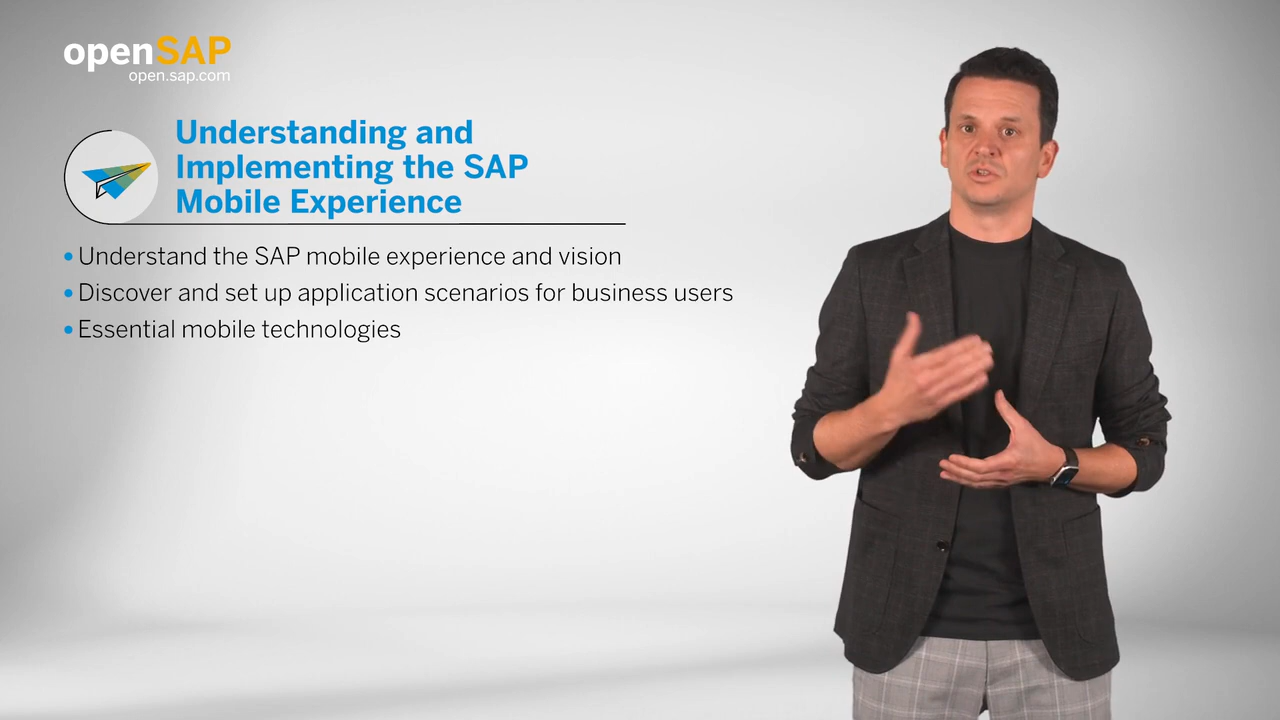 openSAP
open.sap.com
Understanding and
Implementing the SAP
Mobile Experience
• Understand the SAP mobile experience and vision
• Discover and set up application scenarios for business users
• Essential mobile technologies